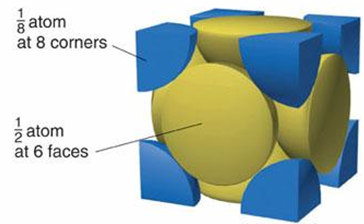 1/8 atom
at 8 corners
1/2 atom
at 6 faces